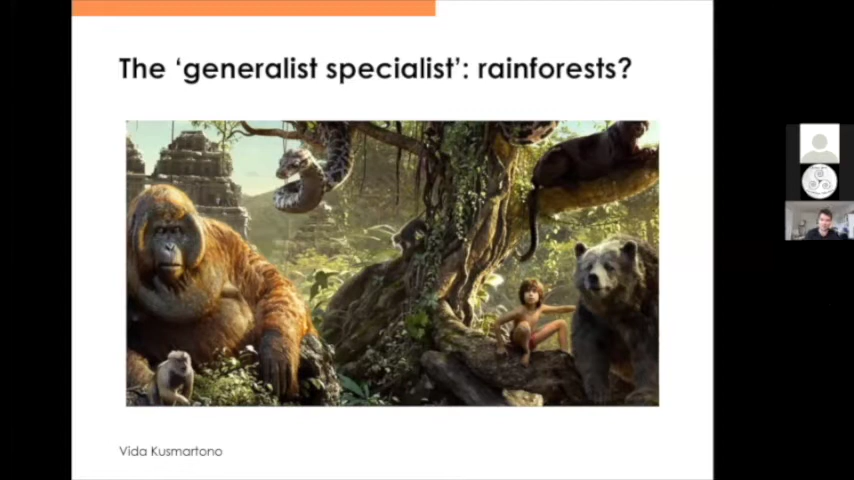 The ‘generalist specialist’: rainforests?
Vida Kusmartono